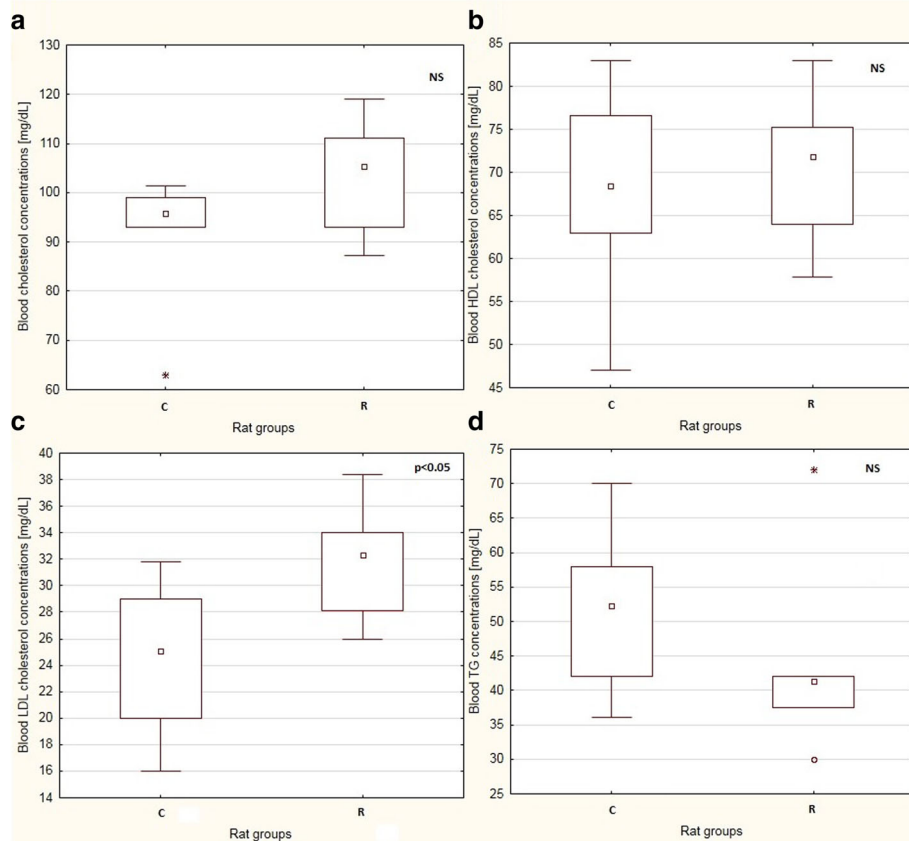 a
Blood cholesterol concentrations [mg/dL]
130
120
110
100
90
80
70
60
NS
C
R
Rat groups
b
Blood HDL cholesterol concentrations [mg/dL]
85
80
75
70
65
60
55
50
45
NS
C
R
Rat groups
c
Blood LDL cholesterol concentrations [mg/dL]
40
38
36
34
32
30
28
26
24
22
20
18
16
14
p<0.05
C
R
Rat groups
d
Blood TG concentrations [mg/dL]
75
70
65
60
55
50
45
40
35
30
25
NS
C
R
Rat groups